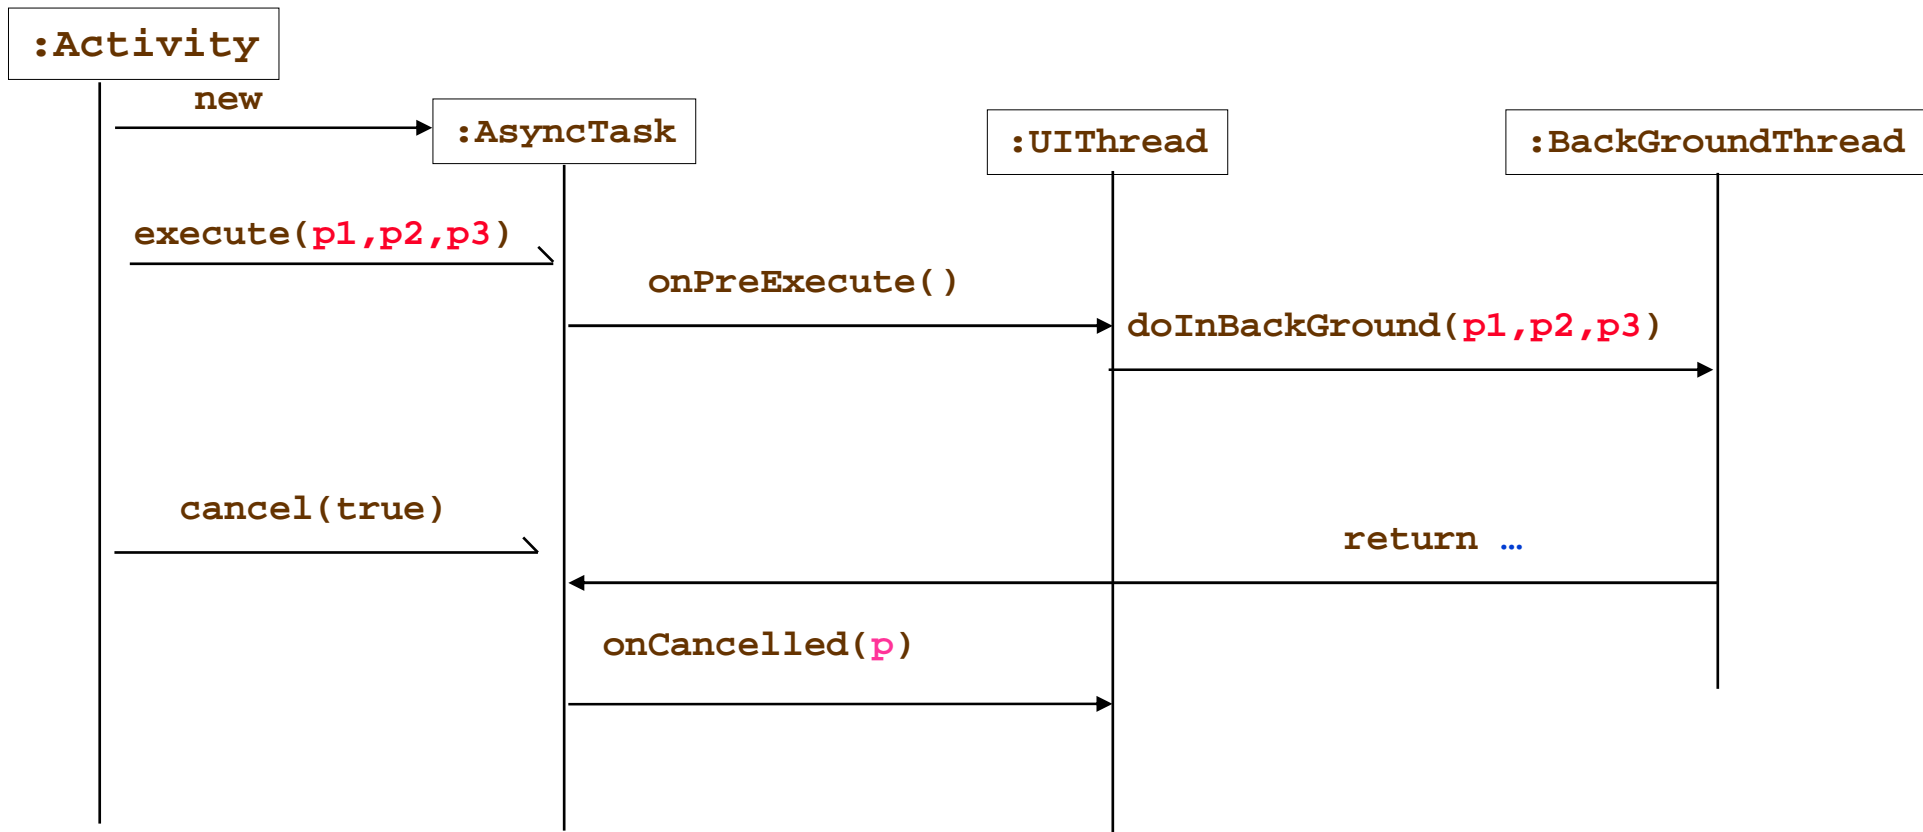 :Activity
new
:AsyncTask
:UIThread
:BackGroundThread
execute(p1,p2,p3)
onPreExecute()
doInBackGround(p1,p2,p3)
cancel(true)
return …
onCancelled(p)